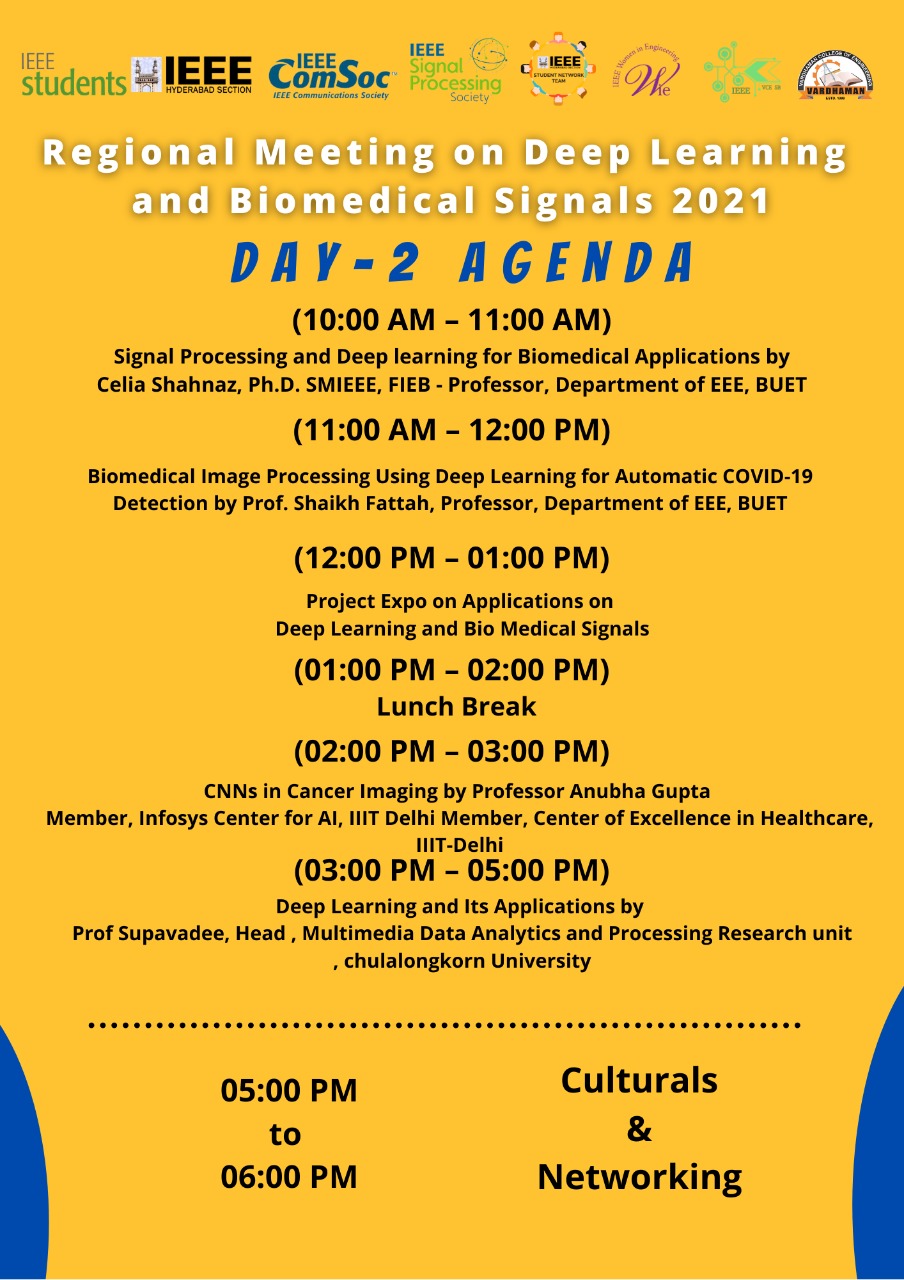 IEEE
students
IEEE
HYDERABAD SECTION
IEEE
ComSoc™
IEEE Communications Society
IEEE
Signal
Processing
Society
IEEE
STUDENT NETWORK
TEAM
IEEE Women in Engineering
Wie
IEEE
VARDHAMAN COLLEGE OF ENGINEERING
VARDHAMAN
Regional Meeting on Deep Learning
and Biomedical Signals 2021
DAY-2 AGENDA
(10:00 AM – 11:00 AM)
Signal Processing and Deep learning for Biomedical Applications by
Celia Shahnaz, Ph.D. SMIEEE, FIEB - Professor, Department of EEE, BUET
(11:00 AM – 12:00 PM)
Biomedical Image Processing Using Deep Learning for Automatic COVID-19
Detection by Prof. Shaikh Fattah, Professor, Department of EEE, BUET
(12:00 PM – 01:00 PM)
Project Expo on Applications on
Deep Learning and Bio Medical Signals
(01:00 PM – 02:00 PM)
Lunch Break
(02:00 PM – 03:00 PM)
CNNs in Cancer Imaging by Professor Anubha Gupta
Member, Infosys Center for AI, IIIT Delhi Member, Center of Excellence in Healthcare,
IIIT-Delhi
(03:00 PM – 05:00 PM)
Deep Learning and Its Applications by
Prof Supavadee, Head , Multimedia Data Analytics and Processing Research unit
, chulalongkorn University
05:00 PM
to
06:00 PM
Culturals
&
Networking